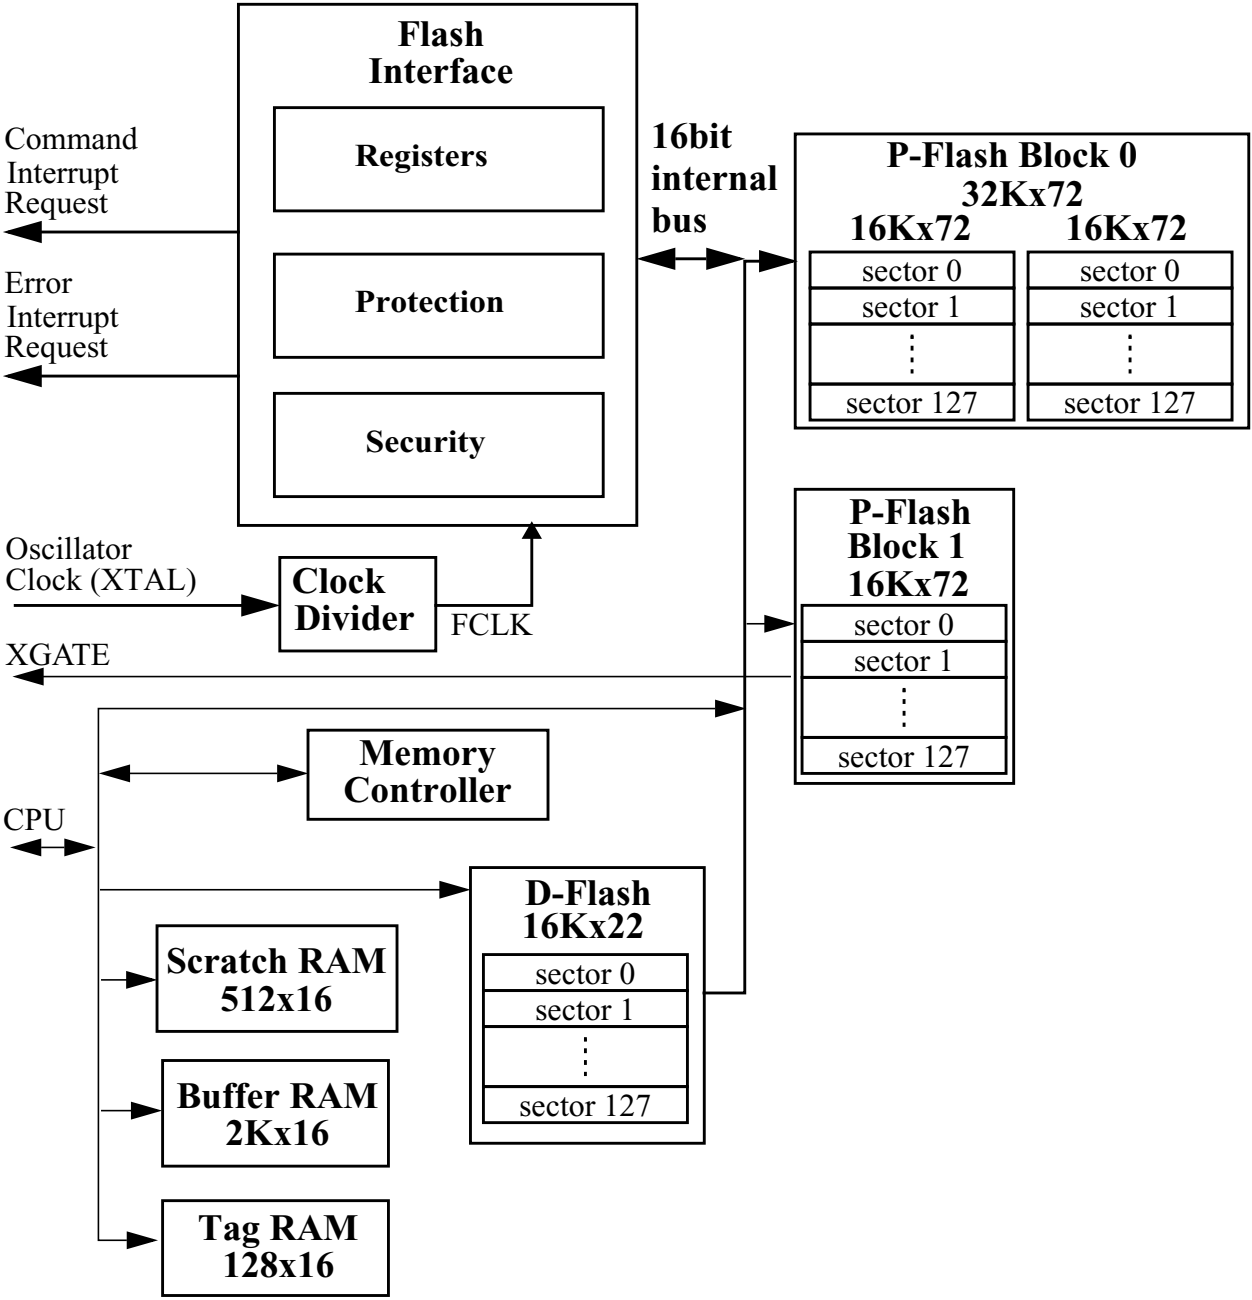 Flash
Interface
Registers
Protection
Security
Command
Interrupt
Request
Error
Interrupt
Request
16bit
internal
bus
P-Flash Block 0
32Kx72
16Kx72 16Kx72
sector 0 sector 0
sector 1 sector 1
sector 127 sector 127
P-Flash
Block 1
16Kx72
sector 0
sector 1
sector 127
Oscillator
Clock (XTAL)
Clock
Divider
FCLK
XGATE
Memory
Controller
CPU
D-Flash
16Kx22
sector 0
sector 1
sector 127
Scratch RAM
512x16
Buffer RAM
2Kx16
Tag RAM
128x16